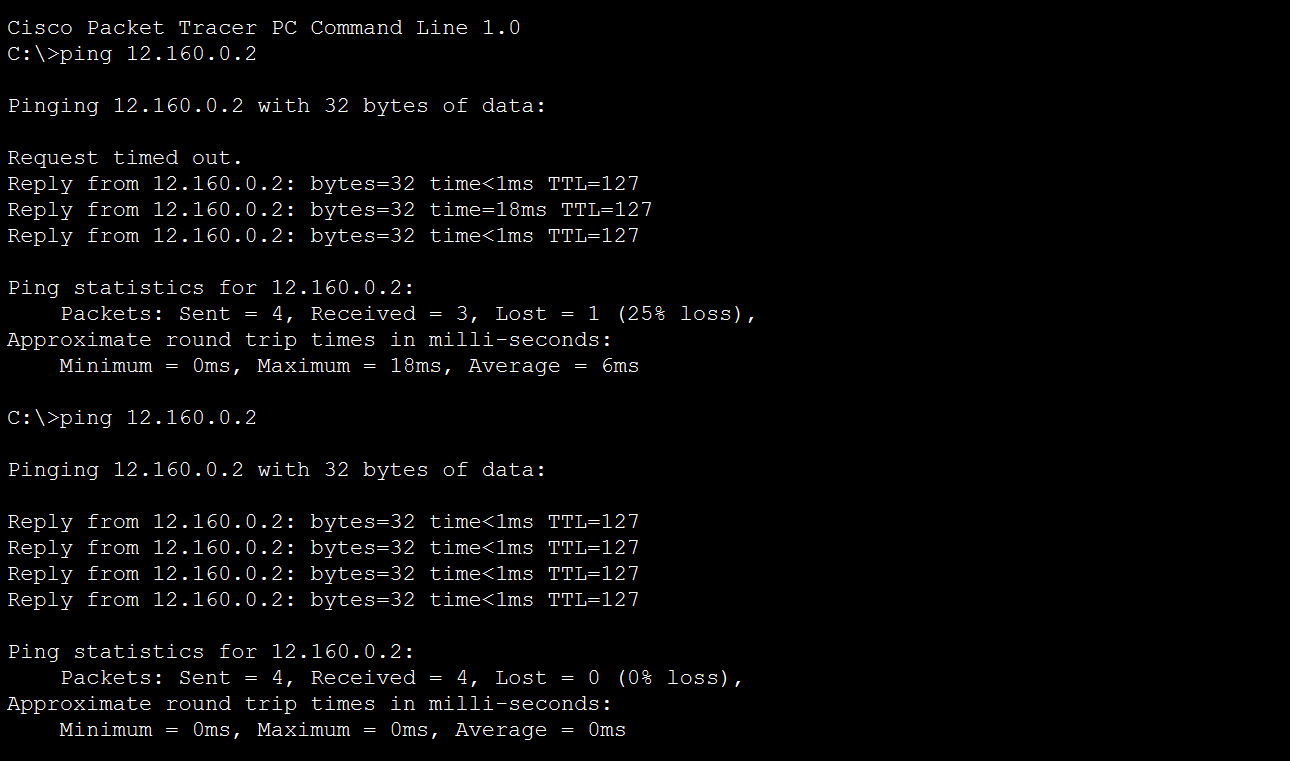 Cisco Packet Tracer PC Command Line 1.0
C:\>ping 12.160.0.2
Pinging 12.160.0.2 with 32 bytes of data:
Request timed out.
Reply from 12.160.0.2: bytes=32 time<1ms TTL=127
Reply from 12.160.0.2: bytes=32 time=18ms TTL=127
Reply from 12.160.0.2: bytes=32 time<1ms TTL=127
Ping statistics for 12.160.0.2:
    Packets: Sent = 4, Received = 3, Lost = 1 (25% loss),
Approximate round trip times in milli-seconds:
    Minimum = 0ms, Maximum = 18ms, Average = 6ms
C:\>ping 12.160.0.2
Pinging 12.160.0.2 with 32 bytes of data:
Reply from 12.160.0.2: bytes=32 time<1ms TTL=127
Reply from 12.160.0.2: bytes=32 time<1ms TTL=127
Reply from 12.160.0.2: bytes=32 time<1ms TTL=127
Reply from 12.160.0.2: bytes=32 time<1ms TTL=127
Ping statistics for 12.160.0.2:
    Packets: Sent = 4, Received = 4, Lost = 0 (0% loss),
Approximate round trip times in milli-seconds:
    Minimum = 0ms, Maximum = 0ms, Average = 0ms